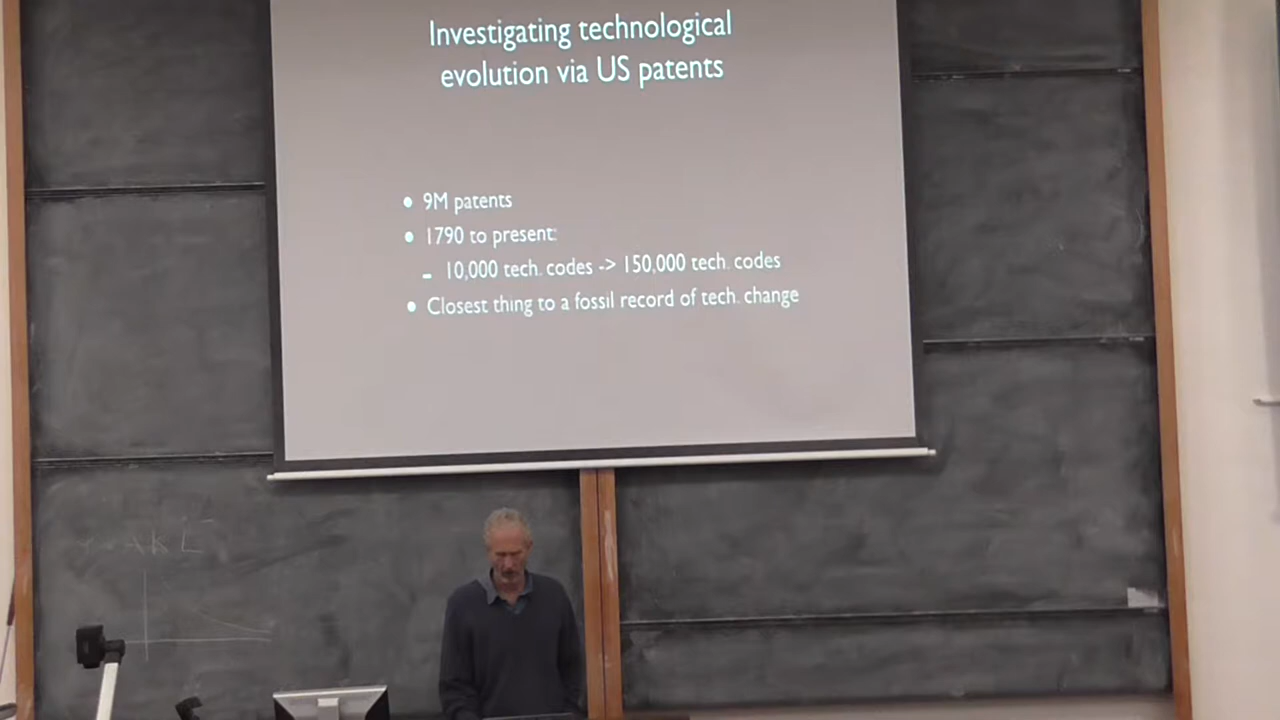 Investigating technological
evolution via US patents
• 9M patents
• 1790 to present:
- 10,000 tech. codes -> 150,000 tech. codes
• Closest thing to a fossil record of tech. change